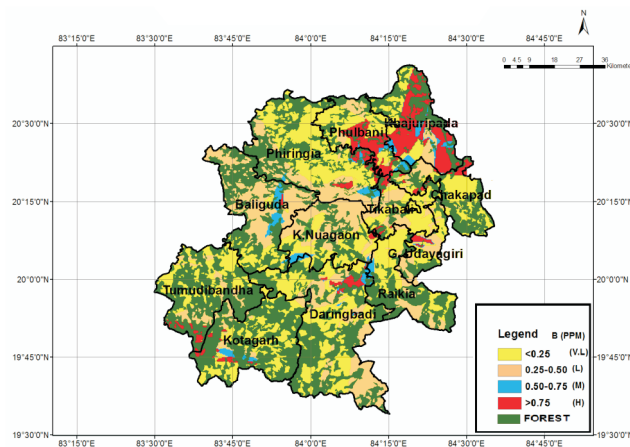 N
83°15'0"E 83°30'0"E 83°45'0"E 84°0'0"E 84°15'0"E 84°30'0"E 84°45'0"E
0 4.5 9 18 27 36
Kilomete
20°30'0"N 20°30'0"N
Khajuripada
Phulbani
Phiringia
20°15'0"N 20°15'0"N
Chakapad
Baliguda
Tikabali
K.Nuagaon
G. Udayagiri
20°0'0"N 20°0'0"N
Tumudibandha
Raikia
Daringbadi
Kotagarh
19°45'0"N 19°45'0"N
Legend B (PPM)
<0.25 (V.L)
0.25-0.50 (L)
0.50-0.75 (M)
>0.75 (H)
FOREST
19°30'0"N 19°30'0"N
83°15'0"E 83°30'0"E 83°45'0"E 84°0'0"E 84°15'0"E 84°30'0"E 84°45'0"E